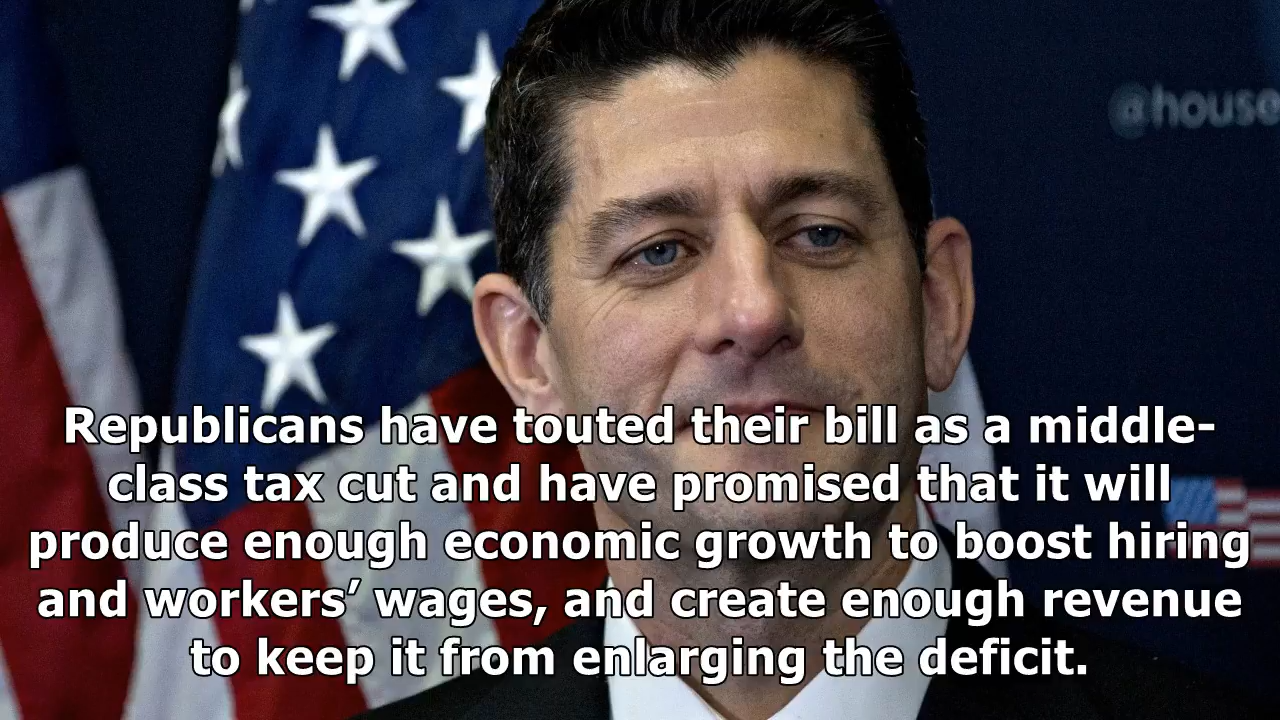 @house
Republicans have touted their bill as a middle-
class tax cut and have promised that it will
produce enough economic growth to boost hiring
and workers’ wages, and create enough revenue
to keep it from enlarging the deficit.